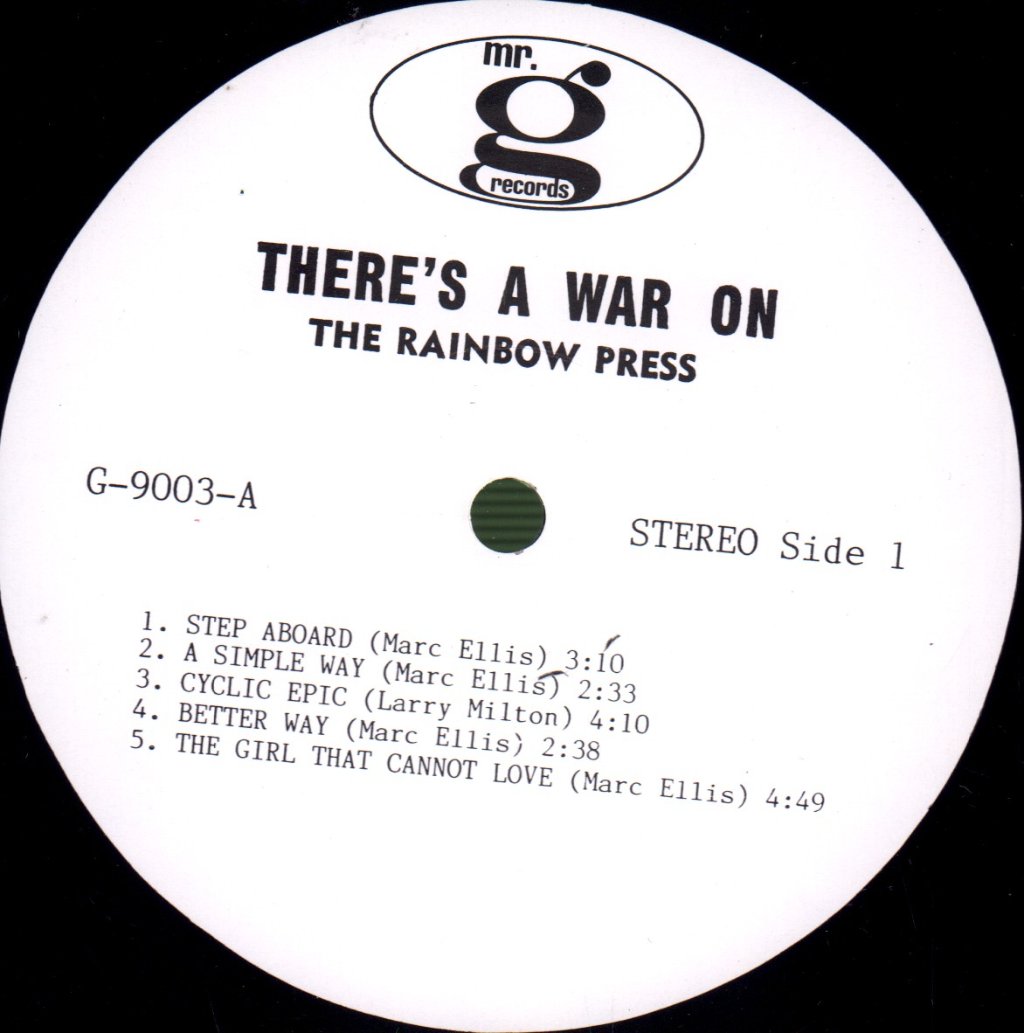 mr.
g
records
THERE'S A WAR ON
THE RAINBOW PRESS
G-9003-A
STEREO Side 1
1. STEP ABOARD (Marc Ellis) 3:10
2. A SIMPLE WAY (Marc Ellis) 2:33
3. CYCLIC EPIC (Larry Milton) 4:10
4. BETTER WAY (Marc Ellis) 2:38
5. THE GIRL THAT CANNOT LOVE (Marc Ellis) 4:49